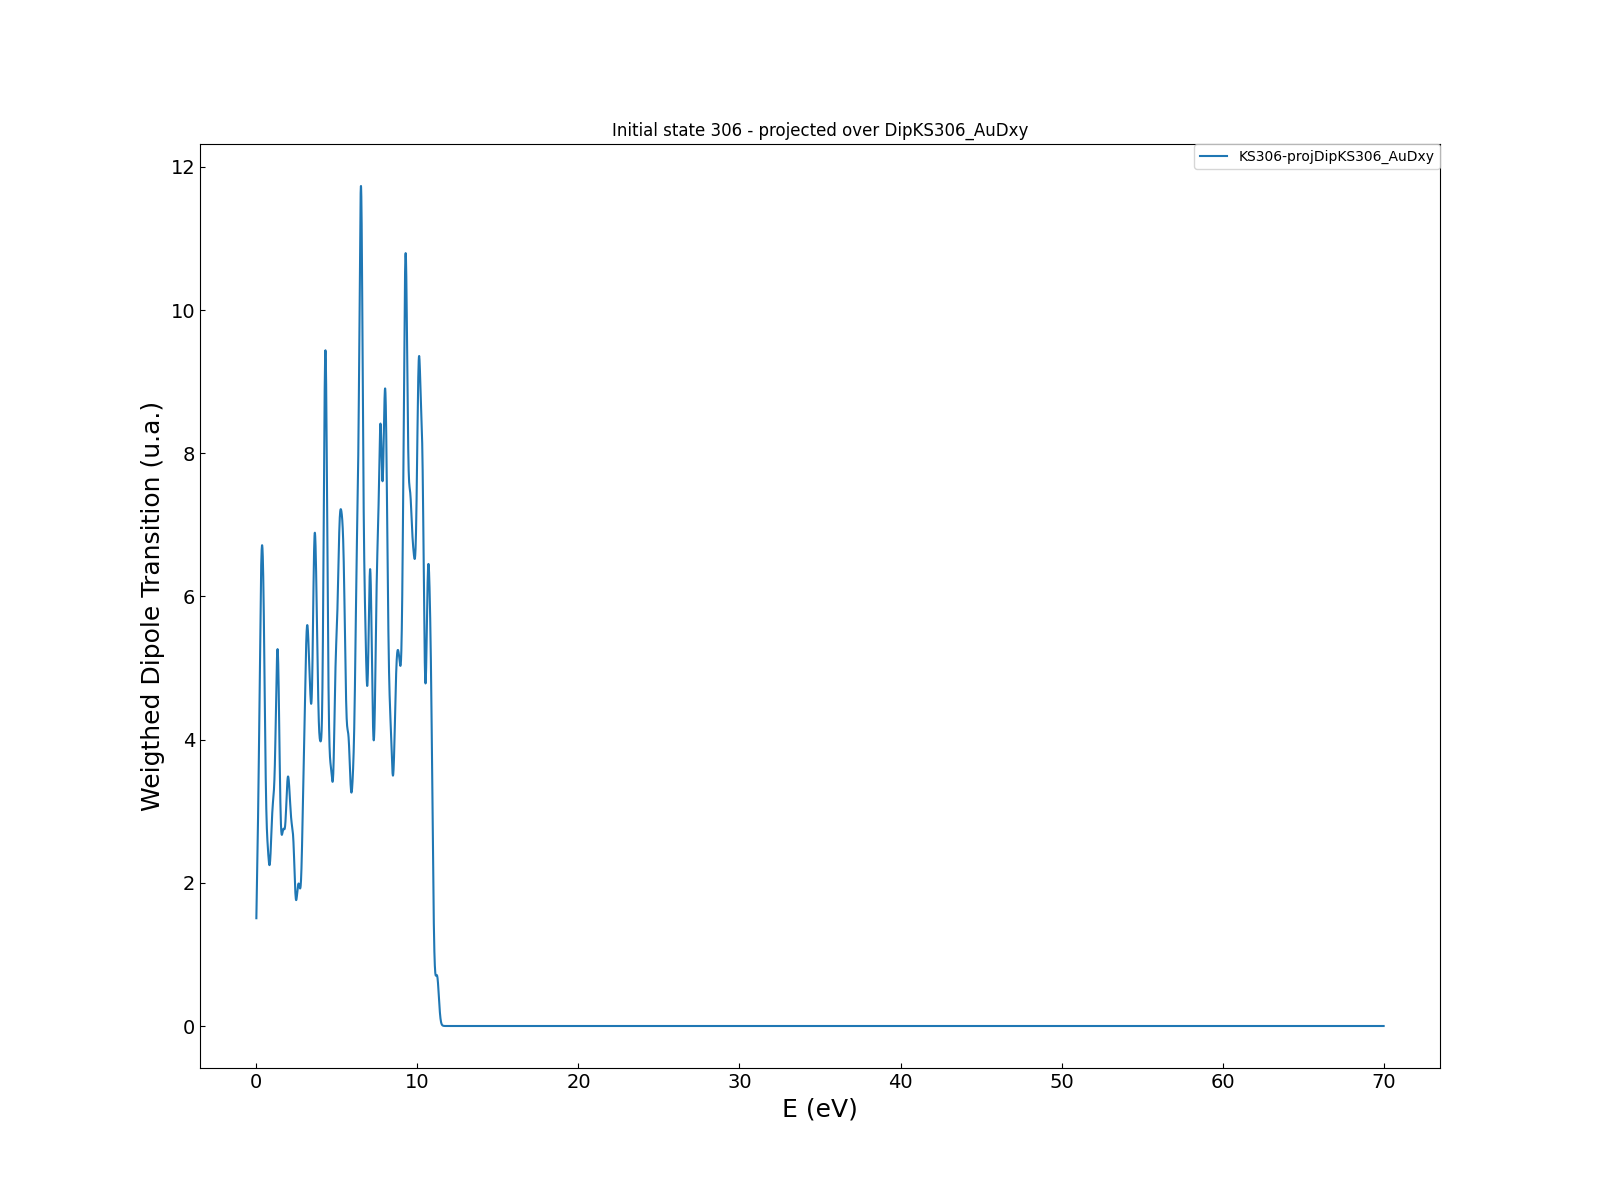 Initial state 306 - projected over DipKS306_AuDxy
KS306-projDipKS306_AuDxy
12
10
8
6
4
2
0
Weigthed Dipole Transition (u.a.)
0 10 20 30 40 50 60 70
E (eV)